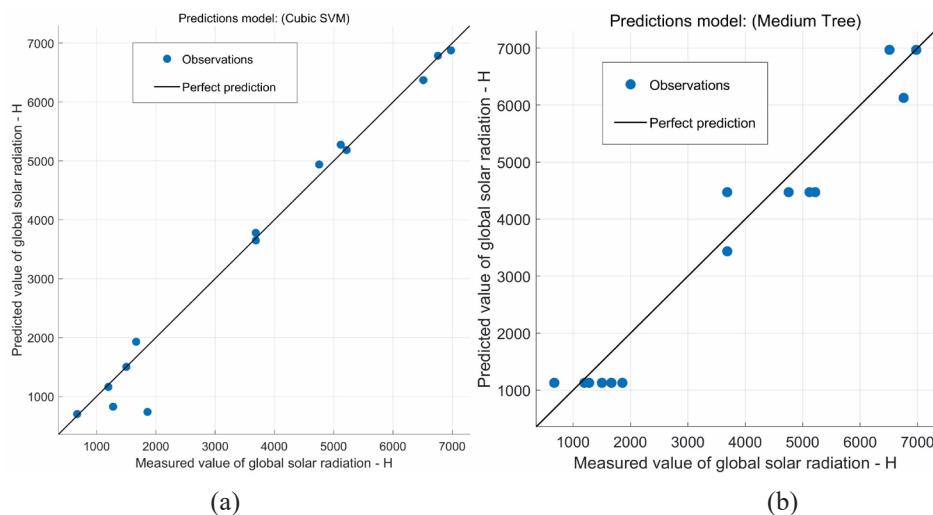 Predictions model: (Cubic SVM)
7000
6000
5000
4000
3000
2000
1000
Predicted value of global solar radiation - H
Observations
Perfect prediction
1000 2000 3000 4000 5000 6000 7000
Measured value of global solar radiation - H
(a)
Predictions model: (Medium Tree)
7000
6000
5000
4000
3000
2000
1000
Predicted value of global solar radiation - H
Observations
Perfect prediction
1000 2000 3000 4000 5000 6000 7000
Measured value of global solar radiation - H
(b)